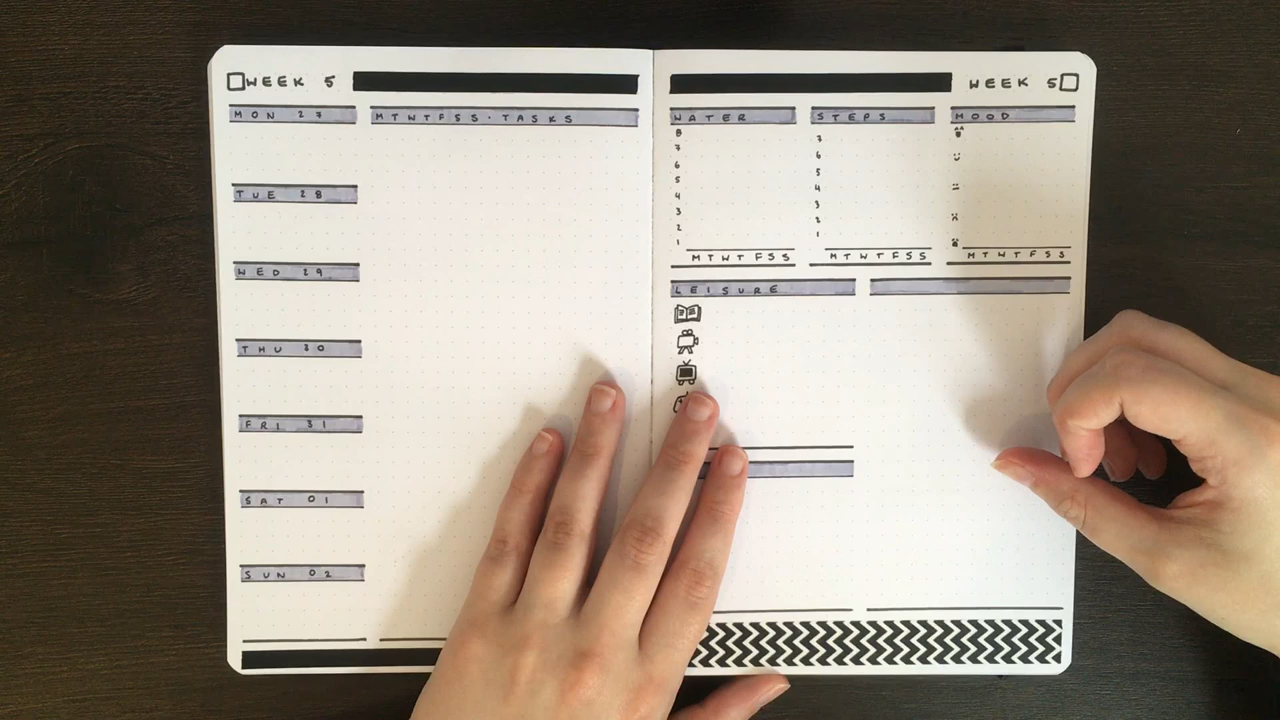 WEEK 5
MON 27
MTWTFSS · TASKS
TUE 28
WED 29
THU 30
FRI 31
SAT 01
SUN 02
WEEK 5
WATER
8
7
6
5
4
3
2
1
MTWTFSS
STEPS
7
6
5
4
3
2
1
MTWTFSS
MOOD
MTWTFSS
LEISURE